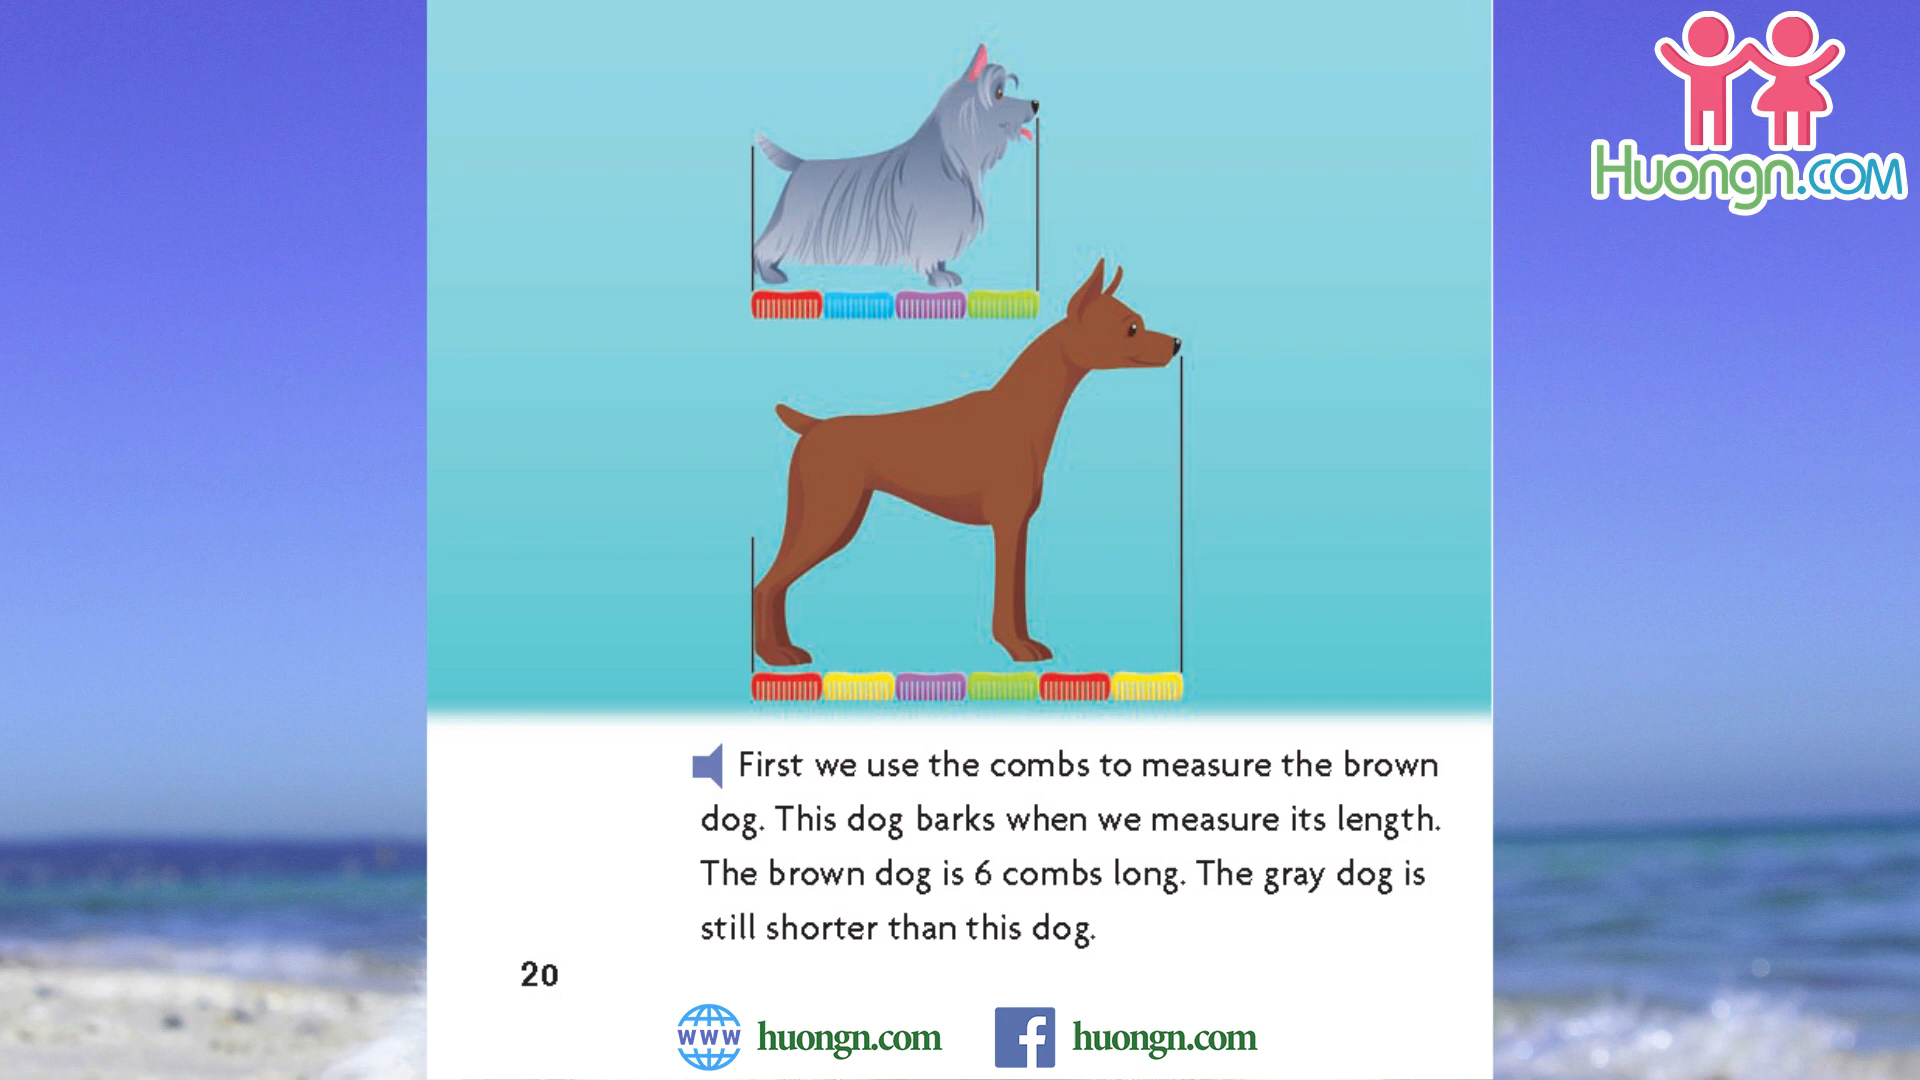 Huongn.com
First we use the combs to measure the brown
dog. This dog barks when we measure its length.
The brown dog is 6 combs long. The gray dog is
still shorter than this dog.
20
www huongn.com
f huongn.com